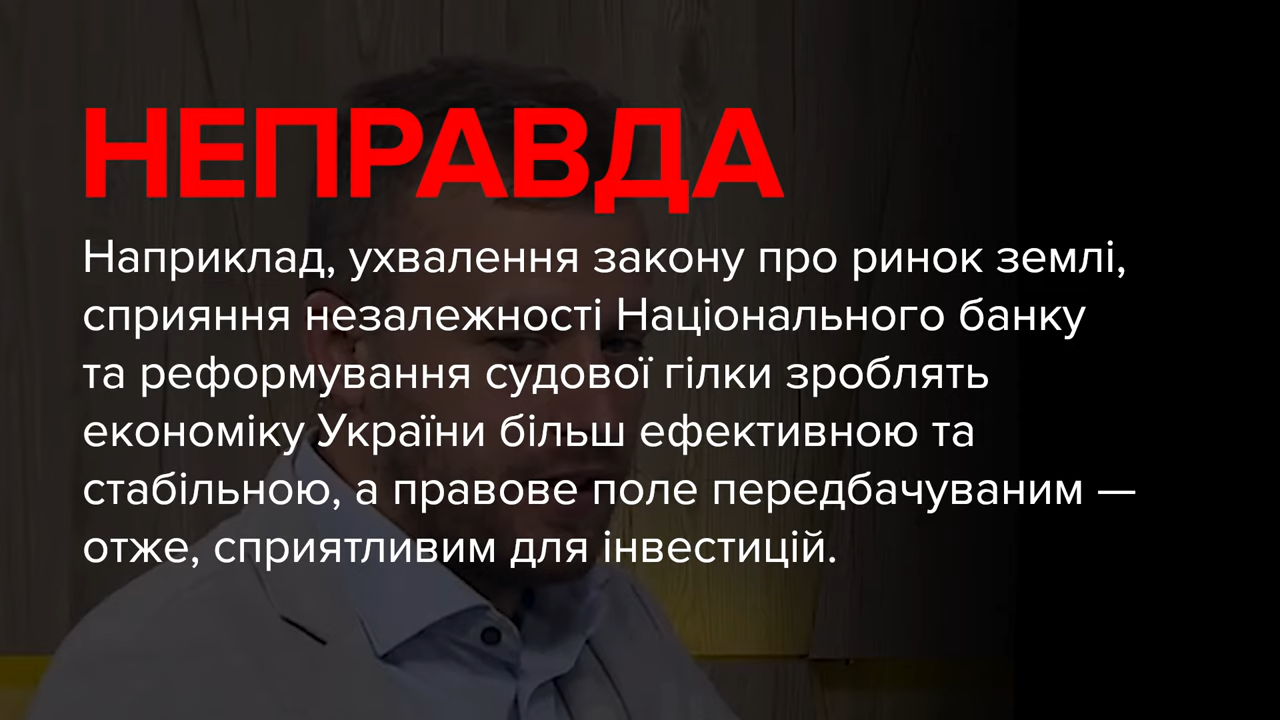 НЕПРАВДА
Наприклад, ухвалення закону про ринок землі,
сприяння незалежності Національного банку
та реформування судової гілки зроблять
економіку України більш ефективною та
стабільною, а правове поле передбачуваним —
отже, сприятливим для інвестицій.